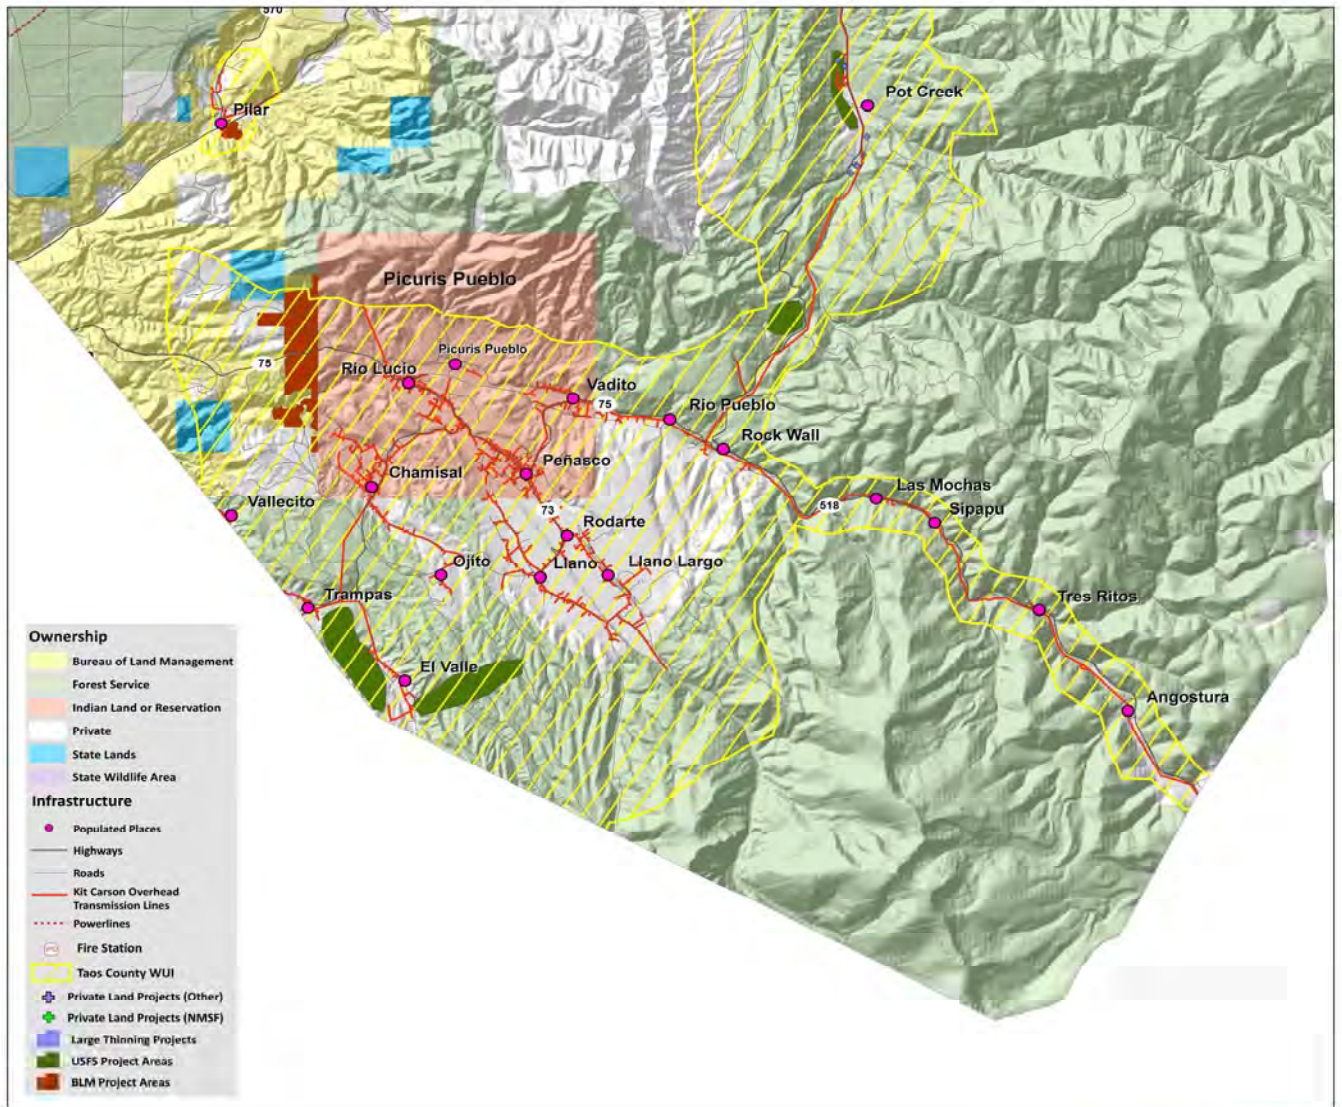 570
Pilar
Pot Creek
Picuris Pueblo
Picuris Pueblo
75
Rio Lucio
Vadito
75
Rio Pueblo
Rock Wall
Chamisal
Peñasco
Las Mochas
Vallecito
518
Sipapu
73
Rodarte
Ojito
Llano
Llano Largo
Trampas
Tres Ritos
El Valle
Angostura
Ownership
Bureau of Land Management
Forest Service
Indian Land or Reservation
Private
State Lands
State Wildlife Area
Infrastructure
Populated Places
Highways
Roads
Kit Carson Overhead
Transmission Lines
Powerlines
Fire Station
Taos County WUI
Private Land Projects (Other)
Private Land Projects (NMSF)
Large Thinning Projects
USFS Project Areas
BLM Project Areas